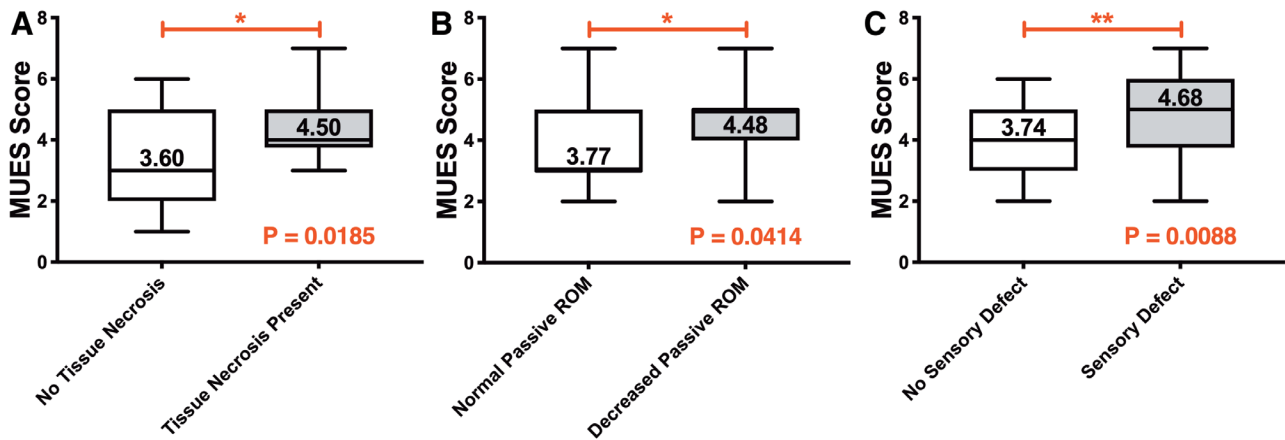 A
MUES Score
8
6
4
2
0
*
3.60
4.50
P = 0.0185
No Tissue Necrosis
Tissue Necrosis Present
B
MUES Score
8
6
4
2
0
*
3.77
4.48
P = 0.0414
Normal Passive ROM
Decreased Passive ROM
C
MUES Score
8
6
4
2
0
**
3.74
4.68
P = 0.0088
No Sensory Defect
Sensory Defect